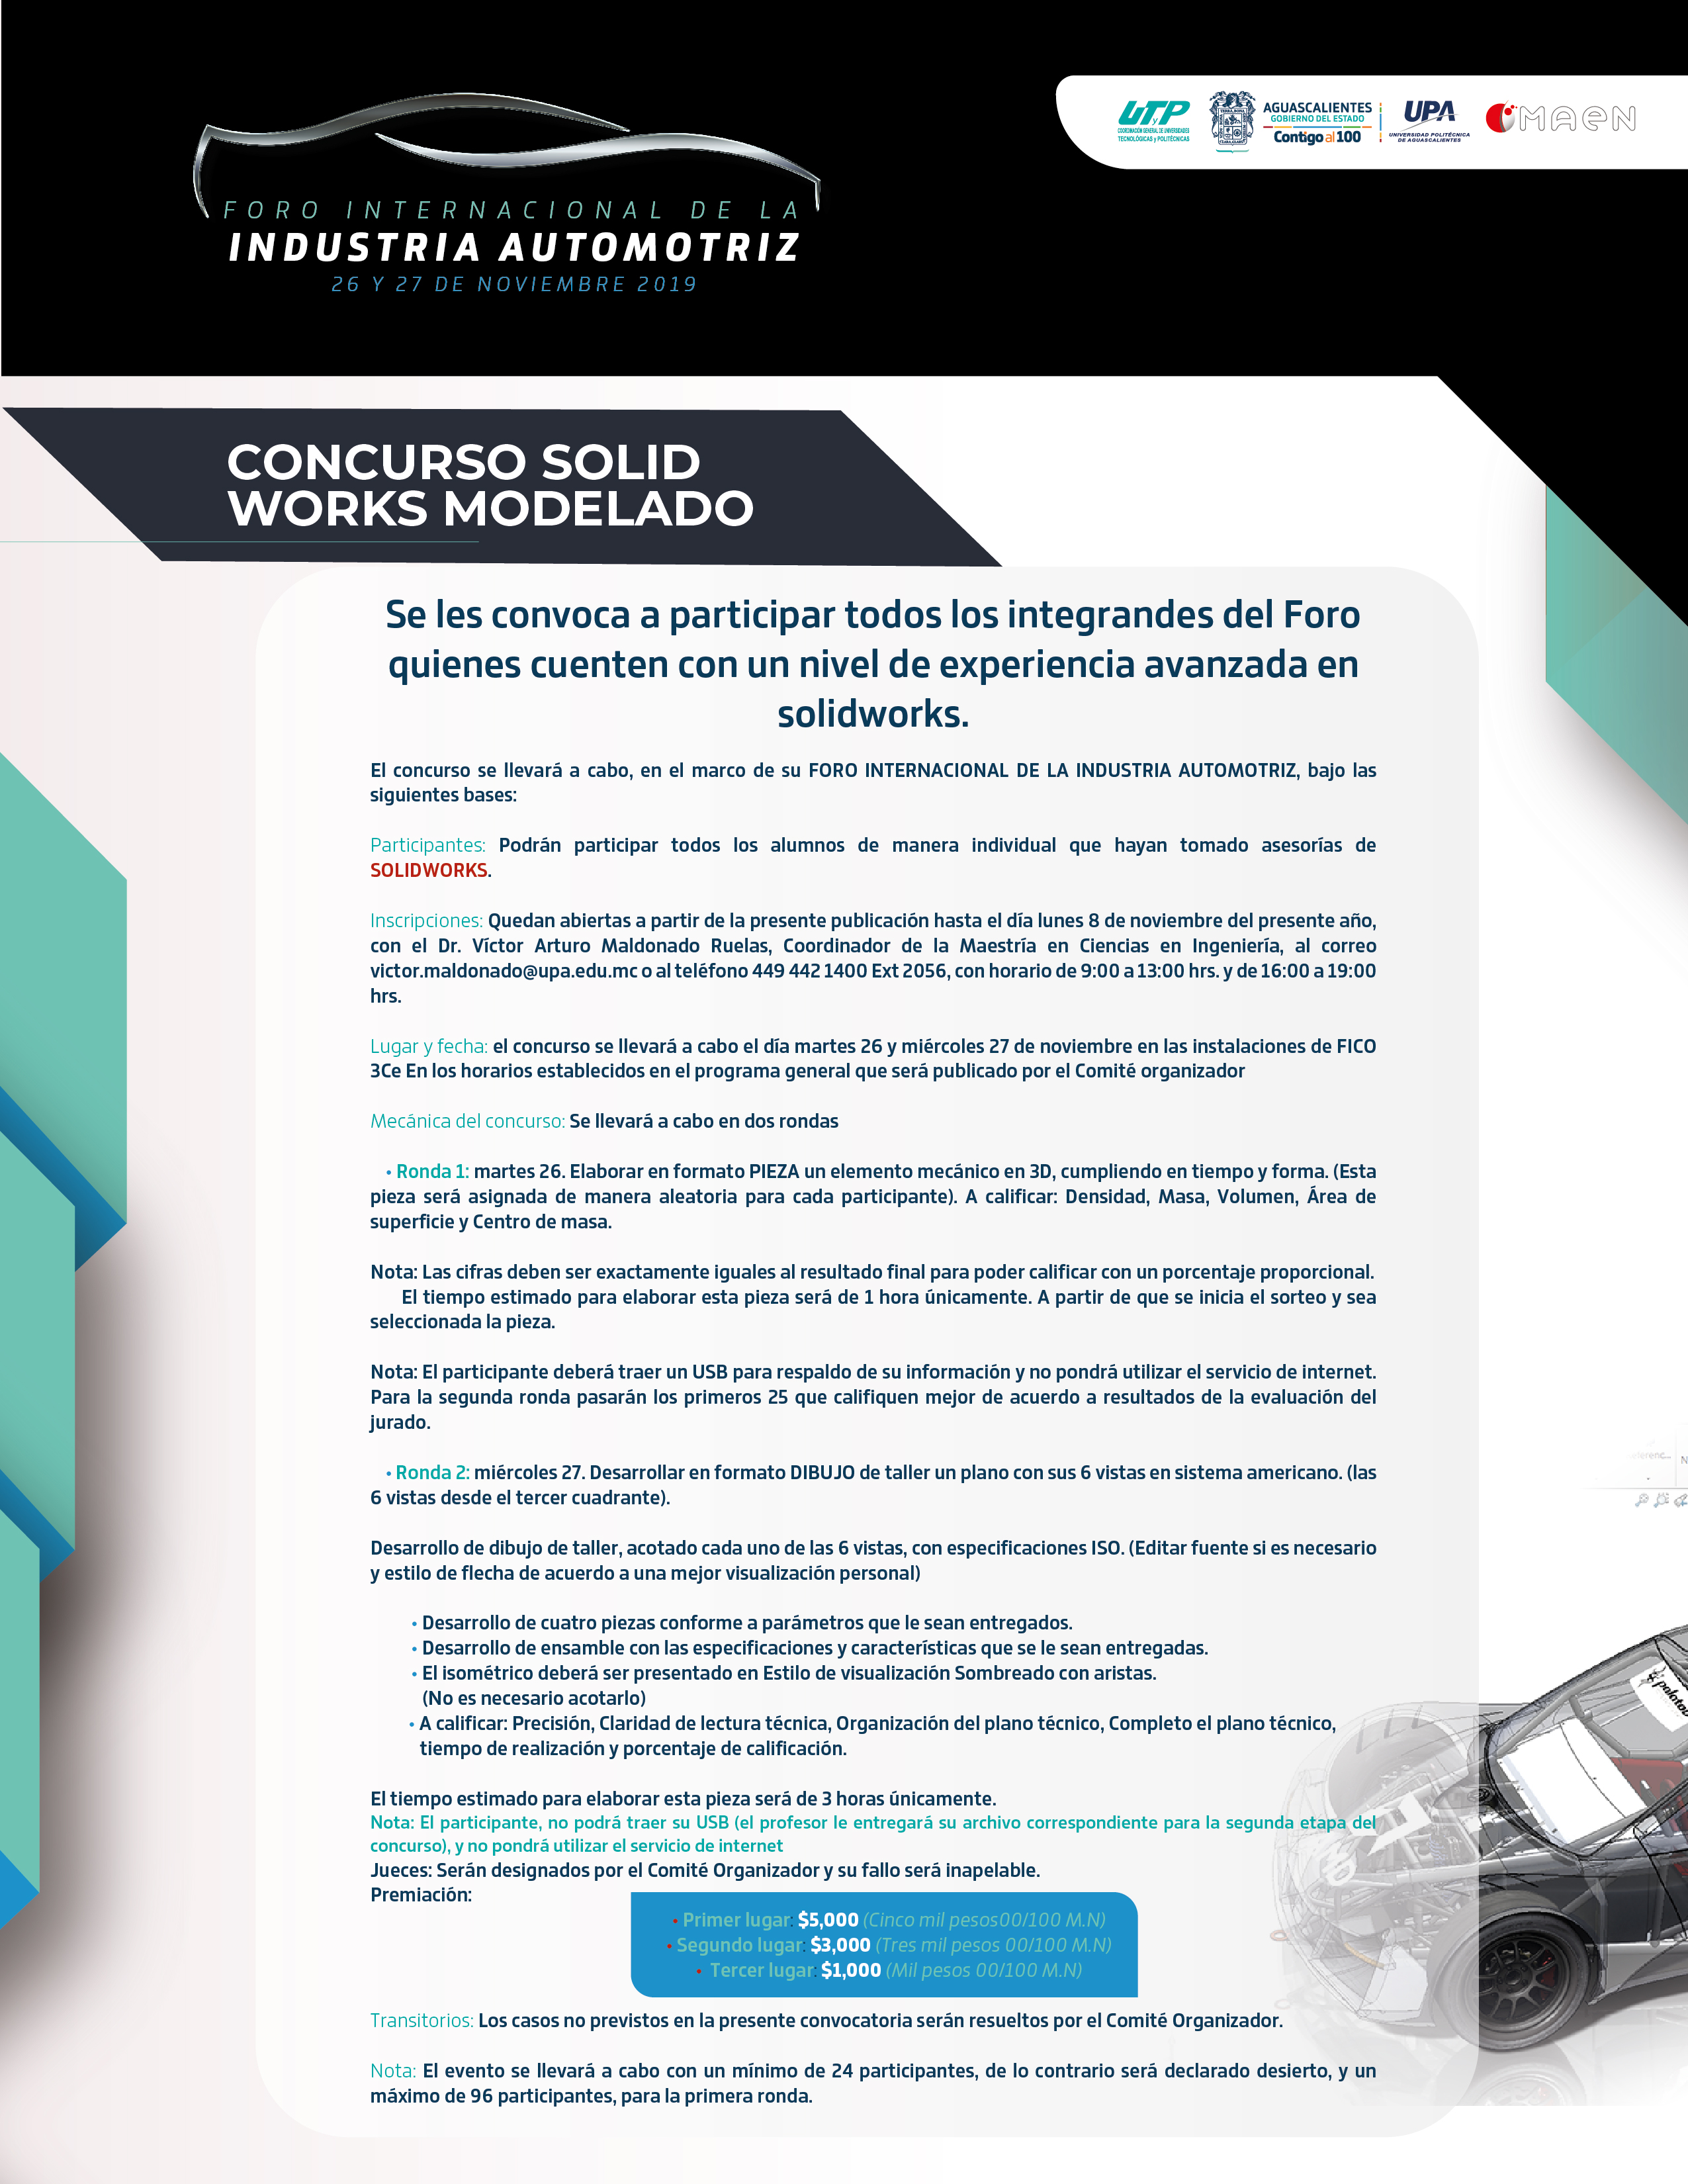 FORO INTERNACIONAL DE LA
INDUSTRIA AUTOMOTRIZ
26 Y 27 DE NOVIEMBRE 2019
UTyP
COORDINACIÓN GENERAL DE UNIVERSIDADES
TECNOLÓGICAS y POLITÉCNICAS
AGUASCALIENTES
GOBIERNO DEL ESTADO
Contigo al 100
UPA
UNIVERSIDAD POLITÉCNICA
DE AGUASCALIENTES
MAEN
CONCURSO SOLID
WORKS MODELADO
Se les convoca a participar todos los integrandes del Foro
quienes cuenten con un nivel de experiencia avanzada en
solidworks.
El concurso se llevará a cabo, en el marco de su FORO INTERNACIONAL DE LA INDUSTRIA AUTOMOTRIZ, bajo las
siguientes bases:
Participantes: Podrán participar todos los alumnos de manera individual que hayan tomado asesorías de
SOLIDWORKS.
Inscripciones: Quedan abiertas a partir de la presente publicación hasta el día lunes 8 de noviembre del presente año,
con el Dr. Víctor Arturo Maldonado Ruelas, Coordinador de la Maestría en Ciencias en Ingeniería, al correo
victor.maldonado@upa.edu.mc o al teléfono 449 442 1400 Ext 2056, con horario de 9:00 a 13:00 hrs. y de 16:00 a 19:00
hrs.
Lugar y fecha: el concurso se llevará a cabo el día martes 26 y miércoles 27 de noviembre en las instalaciones de FICO
3Ce En los horarios establecidos en el programa general que será publicado por el Comité organizador
Mecánica del concurso: Se llevará a cabo en dos rondas
• Ronda 1: martes 26. Elaborar en formato PIEZA un elemento mecánico en 3D, cumpliendo en tiempo y forma. (Esta
pieza será asignada de manera aleatoria para cada participante). A calificar: Densidad, Masa, Volumen, Área de
superficie y Centro de masa.
Nota: Las cifras deben ser exactamente iguales al resultado final para poder calificar con un porcentaje proporcional.
El tiempo estimado para elaborar esta pieza será de 1 hora únicamente. A partir de que se inicia el sorteo y sea
seleccionada la pieza.
Nota: El participante deberá traer un USB para respaldo de su información y no pondrá utilizar el servicio de internet.
Para la segunda ronda pasarán los primeros 25 que califiquen mejor de acuerdo a resultados de la evaluación del
jurado.
• Ronda 2: miércoles 27. Desarrollar en formato DIBUJO de taller un plano con sus 6 vistas en sistema americano. (las
6 vistas desde el tercer cuadrante).
Desarrollo de dibujo de taller, acotado cada uno de las 6 vistas, con especificaciones ISO. (Editar fuente si es necesario
y estilo de flecha de acuerdo a una mejor visualización personal)
• Desarrollo de cuatro piezas conforme a parámetros que le sean entregados.
• Desarrollo de ensamble con las especificaciones y características que se le sean entregadas.
• El isométrico deberá ser presentado en Estilo de visualización Sombreado con aristas.
(No es necesario acotarlo)
• A calificar: Precisión, Claridad de lectura técnica, Organización del plano técnico, Completo el plano técnico,
tiempo de realización y porcentaje de calificación.
El tiempo estimado para elaborar esta pieza será de 3 horas únicamente.
Nota: El participante, no podrá traer su USB (el profesor le entregará su archivo correspondiente para la segunda etapa del
concurso), y no pondrá utilizar el servicio de internet
Jueces: Serán designados por el Comité Organizador y su fallo será inapelable.
Premiación:
• Primer lugar: $5,000 (Cinco mil pesos00/100 M.N)
• Segundo lugar: $3,000 (Tres mil pesos 00/100 M.N)
• Tercer lugar: $1,000 (Mil pesos 00/100 M.N)
Transitorios: Los casos no previstos en la presente convocatoria serán resueltos por el Comité Organizador.
Nota: El evento se llevará a cabo con un mínimo de 24 participantes, de lo contrario será declarado desierto, y un
máximo de 96 participantes, para la primera ronda.